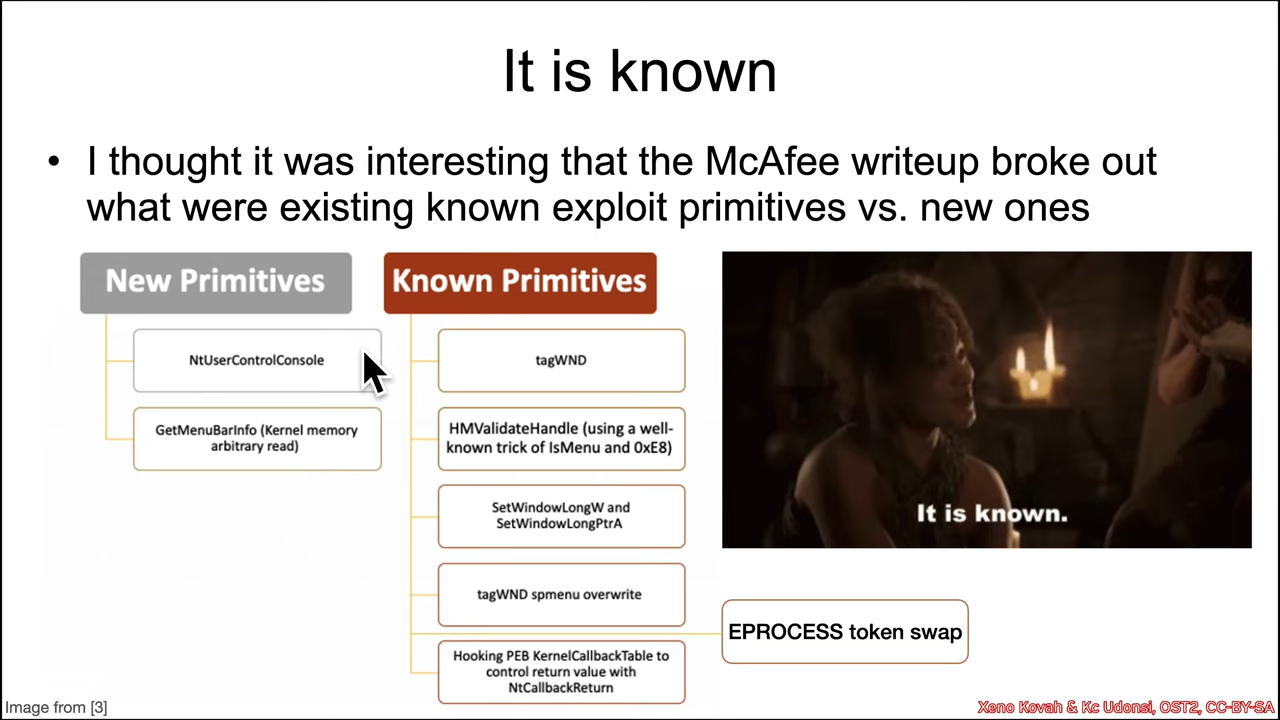 It is known
• I thought it was interesting that the McAfee writeup broke out
what were existing known exploit primitives vs. new ones
New Primitives
NtUserControlConsole
GetMenuBarInfo (Kernel memory
arbitrary read)
Known Primitives
tagWND
HMValidateHandle (using a well-
known trick of IsMenu and 0xE8)
SetWindowLongW and
SetWindowLongPtrA
tagWND spmenu overwrite
Hooking PEB KernelCallbackTable to
control return value with
NtCallbackReturn
EPROCESS token swap
It is known.
Image from [3]
Xeno Kovah & Kc Udonsi, OST2, CC-BY-SA